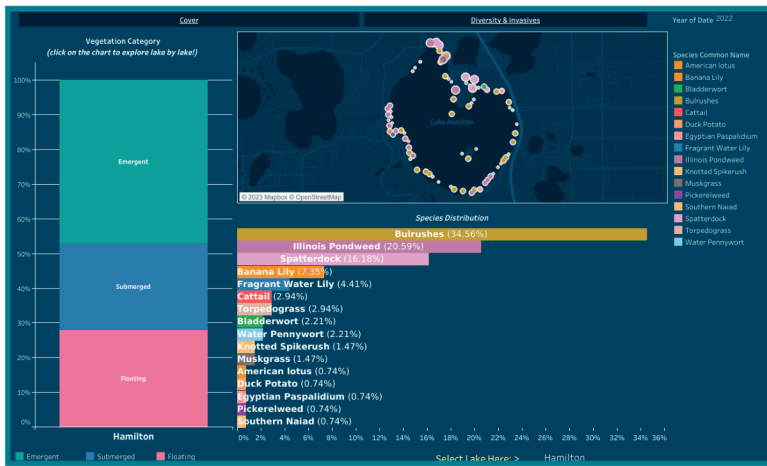 Cover
Diversity & Invasives
Year of Date 2022
Vegetation Category
(click on the chart to explore lake by lake!)
100%
90%
80%
70%
60%
50%
40%
30%
20%
10%
0%
Emergent
Submerged
Floating
Hamilton
Emergent
Submerged
Floating
Lake Hamilton
© 2023 Mapbox © OpenStreetMap
Species Common Name
American lotus
Banana Lily
Bladderwort
Bulrushes
Cattail
Duck Potato
Egyptian Paspalidium
Fragrant Water Lily
Illinois Pondweed
Knotted Spikerush
Muskgrass
Pickerelweed
Southern Naiad
Spatterdock
Torpedograss
Water Pennywort
Species Distribution
Bulrushes (34.56%)
Illinois Pondweed (20.59%)
Spatterdock (16.18%)
Banana Lily (7.35%)
Fragrant Water Lily (4.41%)
Cattail (2.94%)
Torpedograss (2.94%)
Bladderwort (2.21%)
Water Pennywort (2.21%)
Knotted Spikerush (1.47%)
Muskgrass (1.47%)
American lotus (0.74%)
Duck Potato (0.74%)
Egyptian Paspalidium (0.74%)
Pickerelweed (0.74%)
Southern Naiad (0.74%)
0% 2% 4% 6% 8% 10% 12% 14% 16% 18% 20% 22% 24% 26% 28% 30% 32% 34% 36%
Select Lake Here: > Hamilton